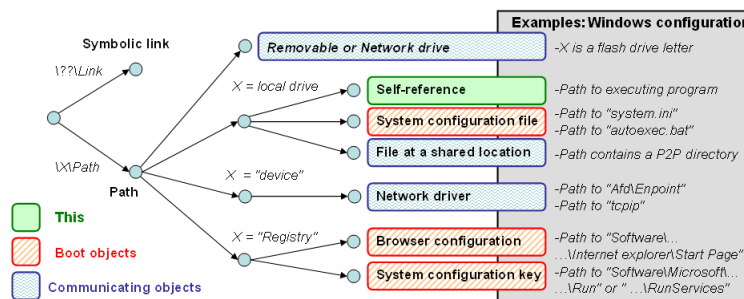 Examples: Windows configuration
Symbolic link
\??\Link
Removable or Network drive
-X is a flash drive letter
X = local drive
Self-reference
-Path to executing program
System configuration file
-Path to "system.ini"
-Path to "autoexec.bat"
\X\Path
File at a shared location
-Path contains a P2P directory
Path
X = "device"
Network driver
-Path to "Afd\Enpoint"
-Path to "tcpip"
This
X = "Registry"
Browser configuration
-Path to "Software\...
...\Internet explorer\Start Page"
Boot objects
System configuration key
-Path to "Software\Microsoft\...
...\Run" or " ...\RunServices"
Communicating objects